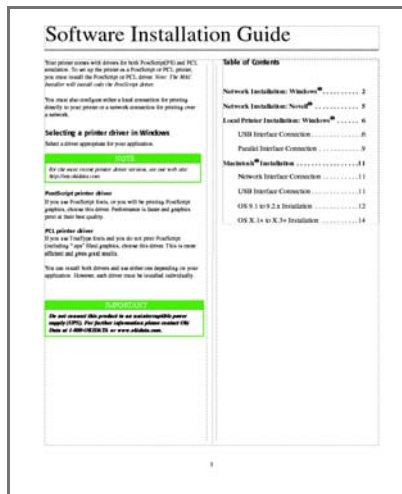 Software Installation Guide
Your printer comes with drivers for both PostScript(PS) and PCL
emulation. To set up the printer as a PostScript or PCL printer,
you must install the PostScript or PCL driver. Note: The MAC
Installer will install only the PostScript driver.
You must also configure either a local connection for printing
directly to your printer or a network connection for printing over
a network.
Selecting a printer driver in Windows
Select a driver appropriate for your application.
NOTE
For the most recent printer driver version, see our web site:
http://my.okidata.com
PostScript printer driver
If you use PostScript fonts, or you will be printing PostScript
graphics, choose this driver. Performance is faster and graphics
print at their best quality.
PCL printer driver
If you use TrueType fonts and you do not print PostScript
(including ".eps" files) graphics, choose this driver. This is more
efficient and gives good results.
You can install both drivers and use either one depending on your
application. However, each driver must be installed individually.
IMPORTANT
Do not connect this product to an uninterruptible power
supply (UPS). For further information please contact Oki
Data at 1-800-OKIDATA or www.okidata.com.
Table of Contents
Network Installation: Windows® . . . . . . . . . . 2
Network Installation: Novell® . . . . . . . . . . . . 5
Local Printer Installation: Windows® . . . . . . 6
USB Interface Connection . . . . . . . . . . . . . . 6
Parallel Interface Connection . . . . . . . . . . . . 9
Macintosh® Installation . . . . . . . . . . . . . . . .11
Network Interface Connection . . . . . . . . . . 11
USB Interface Connection . . . . . . . . . . . . . 11
OS 9.1 to 9.2.x Installation . . . . . . . . . . . . 12
OS X.1+ to X.3+ Installation . . . . . . . . . . . 14
1